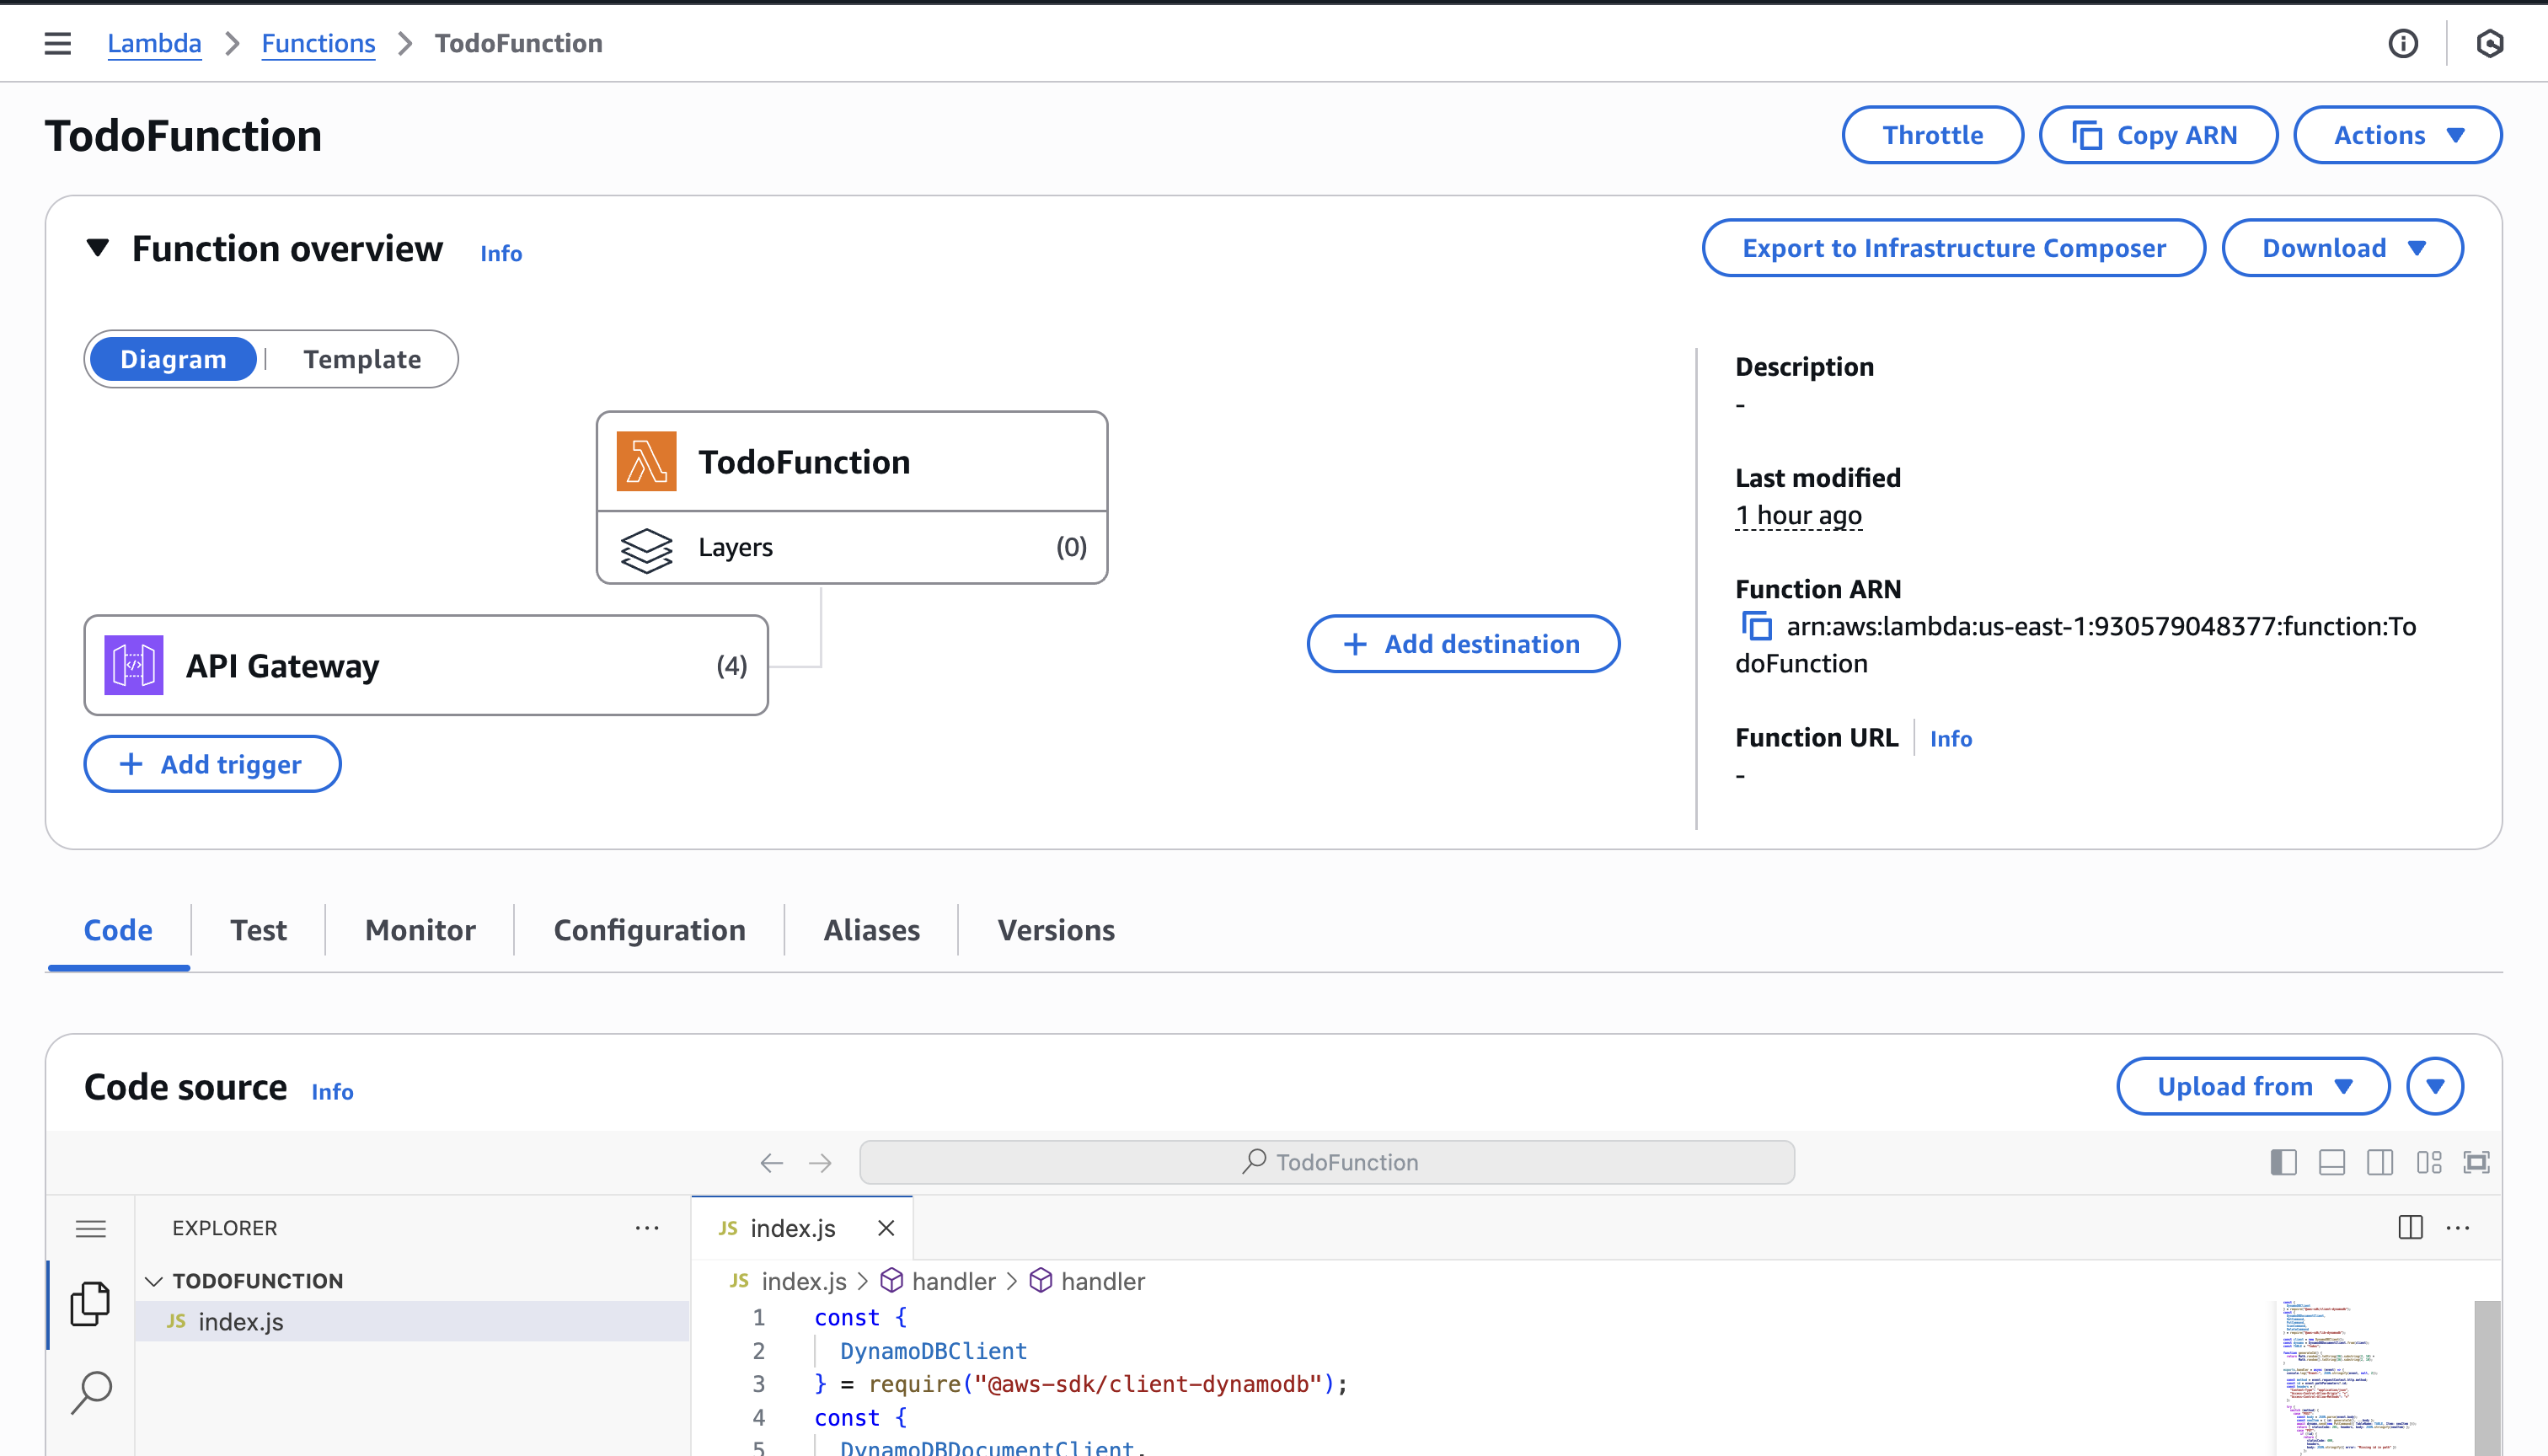 Lambda > Functions > TodoFunction
TodoFunction
Throttle
Copy ARN
Actions
Function overview Info
Export to Infrastructure Composer
Download
Diagram | Template
TodoFunction
Layers (0)
API Gateway (4)
+ Add trigger
+ Add destination
Description
-
Last modified
1 hour ago
Function ARN
arn:aws:lambda:us-east-1:930579048377:function:To
doFunction
Function URL | Info
-
Code
Test
Monitor
Configuration
Aliases
Versions
Code source Info
Upload from
TodoFunction
EXPLORER
TODOFUNCTION
JS index.js
JS index.js
JS index.js > handler > handler
1 const {
2 DynamoDBClient
3 } = require("@aws-sdk/client-dynamodb");
4 const {
5 DynamoDBDocumentClient,